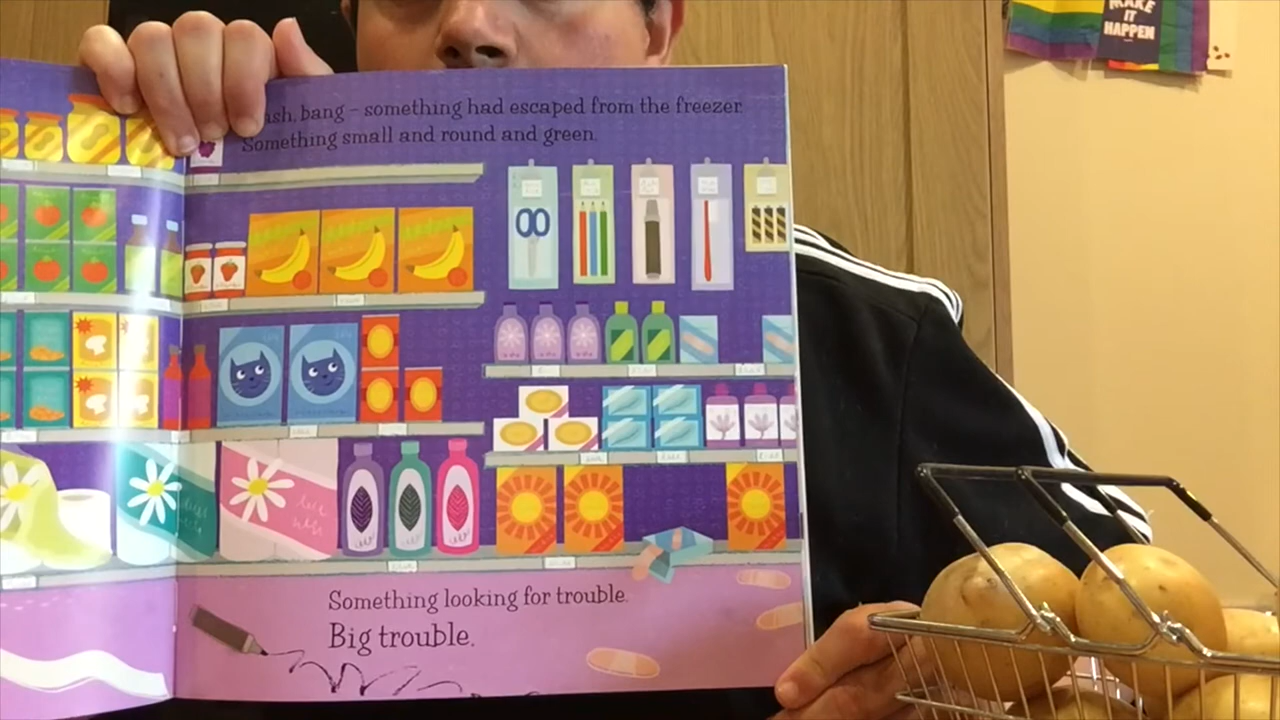 bang – something had escaped from the freezer.
Something small and round and green.
Something looking for trouble.
Big trouble.
MAKE
IT
HAPPEN